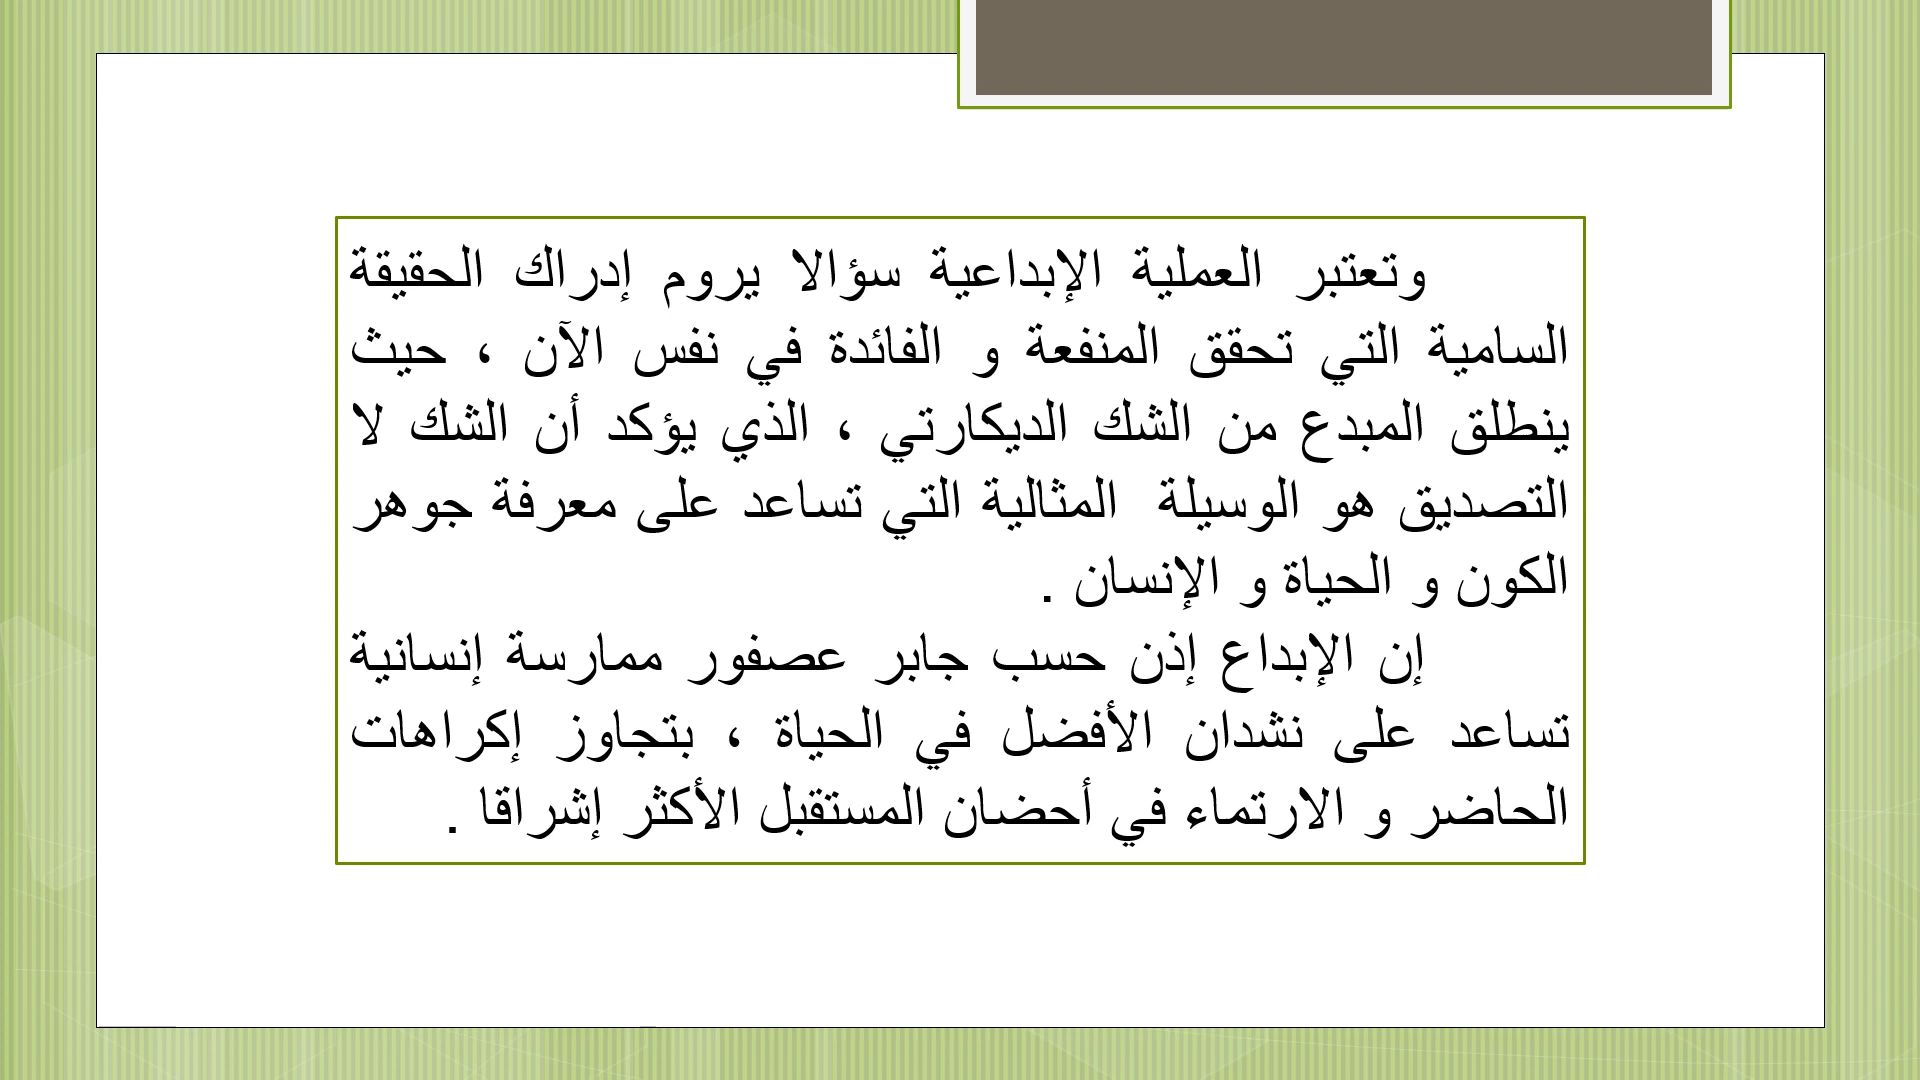 وتعتبر العملية الإبداعية سؤالا يروم إدراك الحقيقة
السامية التي تحقق المنفعة و الفائدة في نفس الآن ، حيث
ينطلق المبدع من الشك الديكارتي ، الذي يؤكد أن الشك لا
التصديق هو الوسيلة المثالية التي تساعد على معرفة جوهر
الكون و الحياة و الإنسان .
إن الإبداع إذن حسب جابر عصفور ممارسة إنسانية
تساعد على نشدان الأفضل في الحياة ، بتجاوز إكراهات
الحاضر و الارتماء في أحضان المستقبل الأكثر إشراقا .